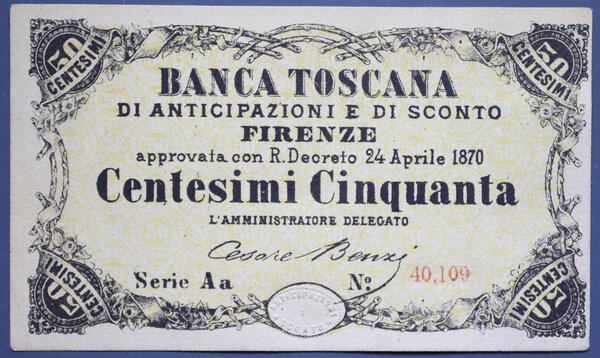 50 CENTESIMI
50 CENTESIMI
BANCA TOSCANA
DI ANTICIPAZIONI E DI SCONTO
FIRENZE
approvata con R. Decreto 24 Aprile 1870
Centesimi Cinquanta
L'AMMINISTRATORE DELEGATO
Cesare Benzi
Serie Aa No 40,109
CENTESIMI 50
CENTESIMI 50